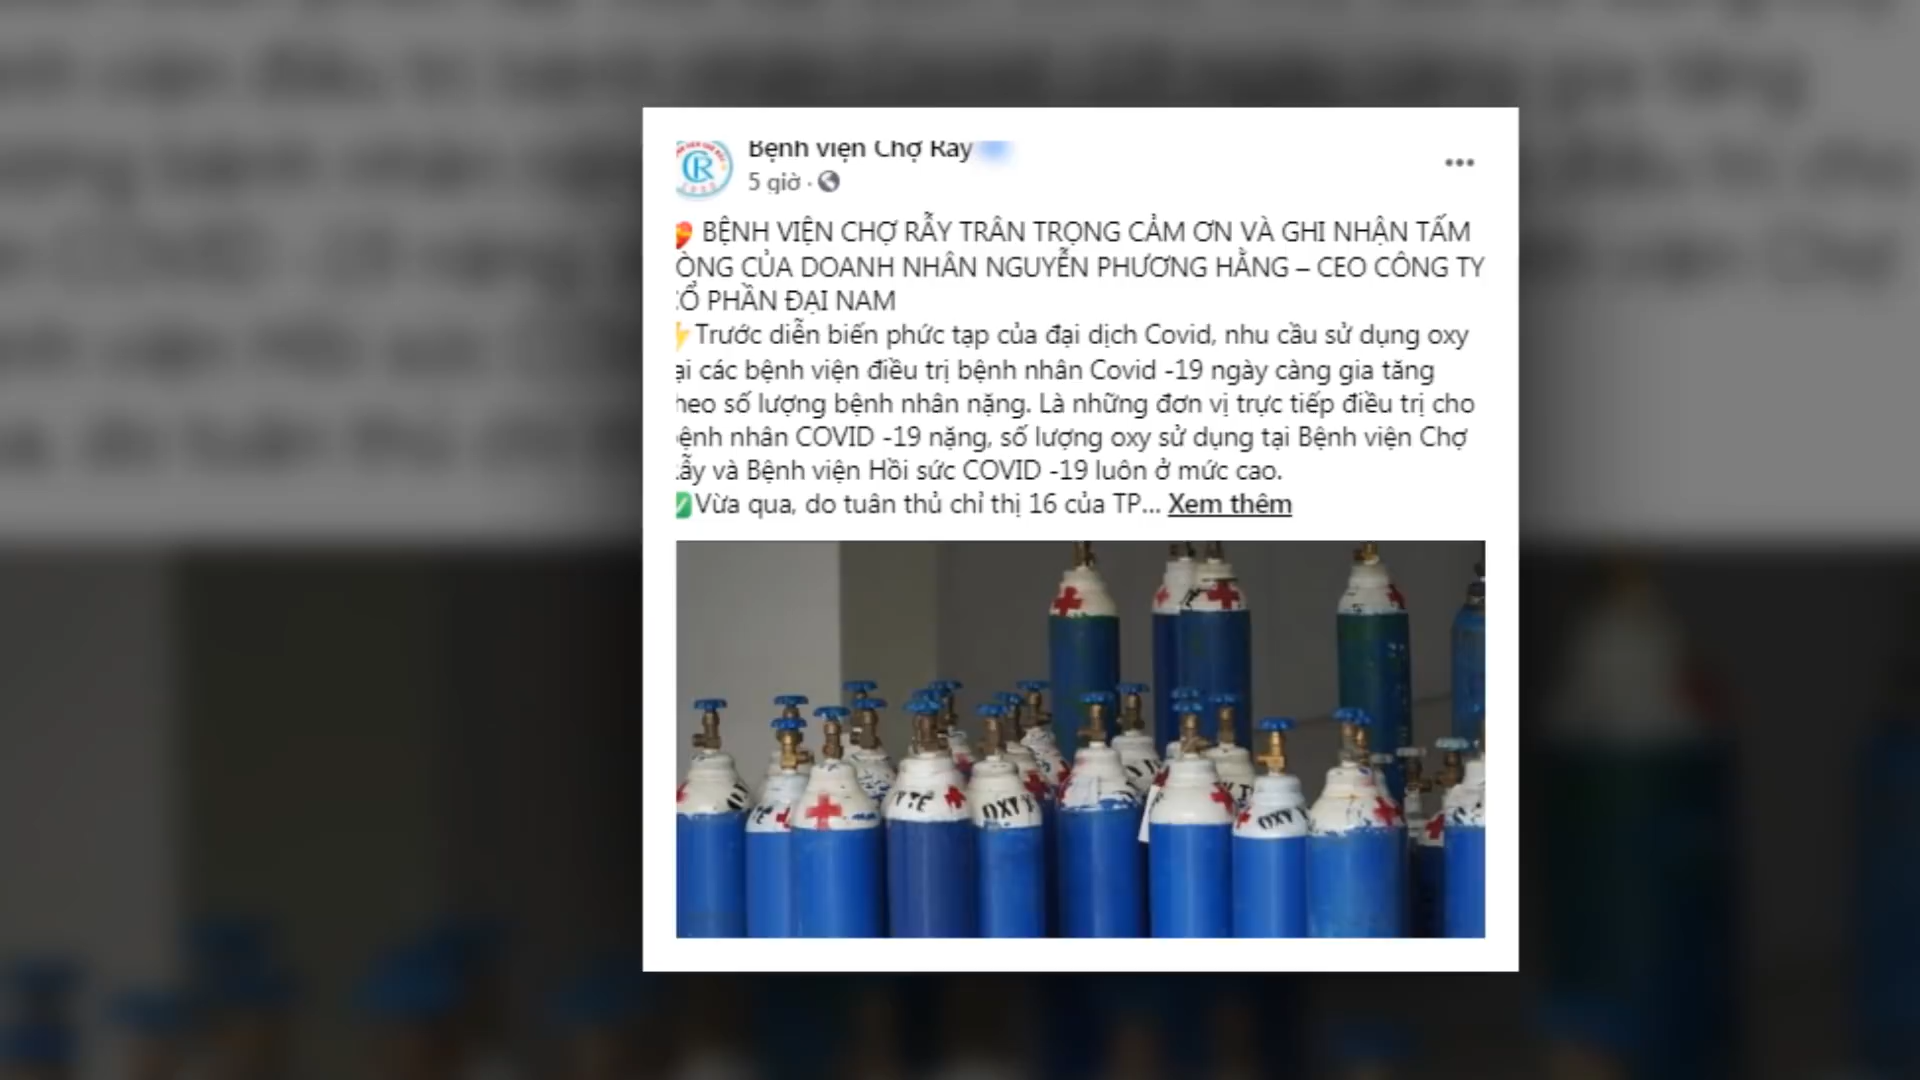 Bệnh viện Chợ Rẫy
5 giờ ·
BỆNH VIỆN CHỢ RẪY TRÂN TRỌNG CẢM ƠN VÀ GHI NHẬN TẤM
ÒNG CỦA DOANH NHÂN NGUYỄN PHƯƠNG HẰNG – CEO CÔNG TY
Ổ PHẦN ĐẠI NAM
Trước diễn biến phức tạp của đại dịch Covid, nhu cầu sử dụng oxy
ại các bệnh viện điều trị bệnh nhân Covid -19 ngày càng gia tăng
heo số lượng bệnh nhân nặng. Là những đơn vị trực tiếp điều trị cho
ệnh nhân COVID -19 nặng, số lượng oxy sử dụng tại Bệnh viện Chợ
ẫy và Bệnh viện Hồi sức COVID -19 luôn ở mức cao.
Vừa qua, do tuân thủ chỉ thị 16 của TP... Xem thêm
Y TẾ
OXY
OXY